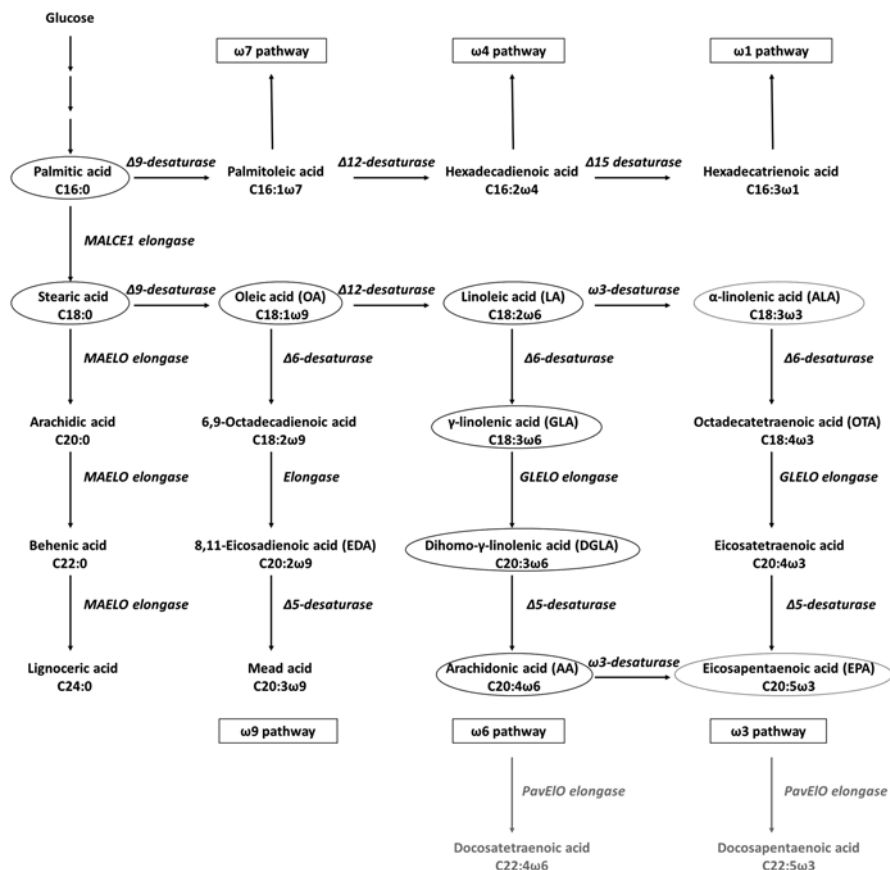 Glucose
ω7 pathway
ω4 pathway
ω1 pathway
Palmitic acid
C16:0
Δ9-desaturase
Palmitoleic acid
C16:1ω7
Δ12-desaturase
Hexadecadienoic acid
C16:2ω4
Δ15 desaturase
Hexadecatrienoic acid
C16:3ω1
MALCE1 elongase
Stearic acid
C18:0
Δ9-desaturase
Oleic acid (OA)
C18:1ω9
Δ12-desaturase
Linoleic acid (LA)
C18:2ω6
ω3-desaturase
α-linolenic acid (ALA)
C18:3ω3
MAELO elongase
Δ6-desaturase
Δ6-desaturase
Δ6-desaturase
Arachidic acid
C20:0
6,9-Octadecadienoic acid
C18:2ω9
γ-linolenic acid (GLA)
C18:3ω6
Octadecatetraenoic acid (OTA)
C18:4ω3
MAELO elongase
Elongase
GLELO elongase
GLELO elongase
Behenic acid
C22:0
8,11-Eicosadienoic acid (EDA)
C20:2ω9
Dihomo-γ-linolenic acid (DGLA)
C20:3ω6
Eicosatetraenoic acid
C20:4ω3
MAELO elongase
Δ5-desaturase
Δ5-desaturase
Δ5-desaturase
Lignoceric acid
C24:0
Mead acid
C20:3ω9
Arachidonic acid (AA)
C20:4ω6
ω3-desaturase
Eicosapentaenoic acid (EPA)
C20:5ω3
ω9 pathway
ω6 pathway
ω3 pathway
PavElO elongase
PavElO elongase
Docosatetraenoic acid
C22:4ω6
Docosapentaenoic acid
C22:5ω3